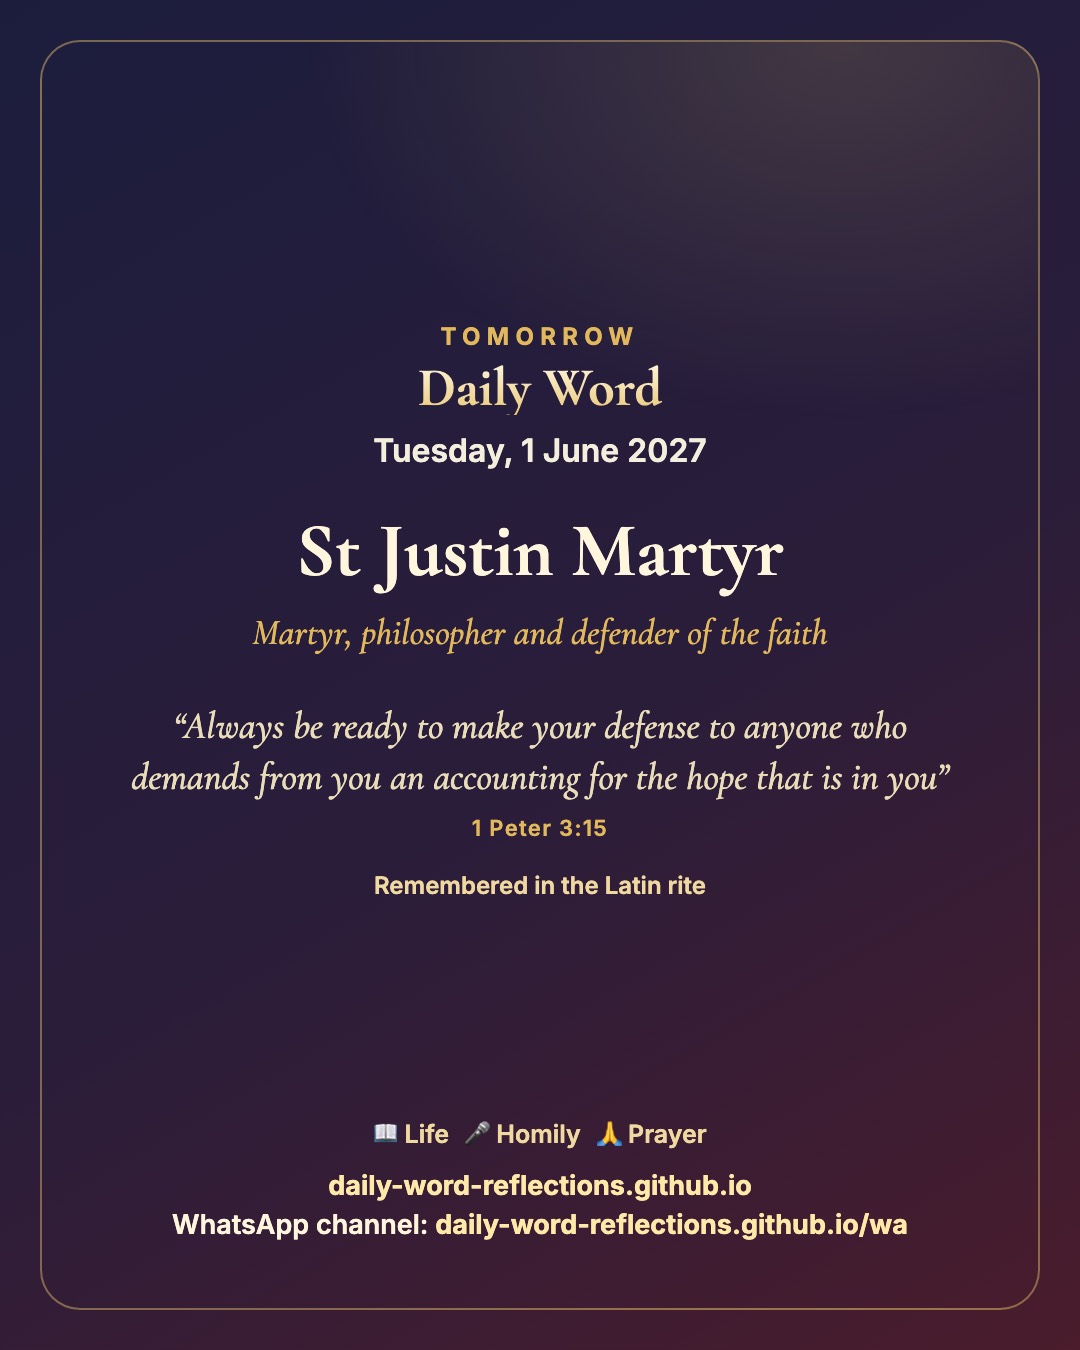 TOMORROW
Daily Word
Tuesday, 1 June 2027
St Justin Martyr
Martyr, philosopher and defender of the faith
“Always be ready to make your defense to anyone who
demands from you an accounting for the hope that is in you”
1 Peter 3:15
Remembered in the Latin rite
📖 Life 🎤 Homily 🙏 Prayer
daily-word-reflections.github.io
WhatsApp channel: daily-word-reflections.github.io/wa